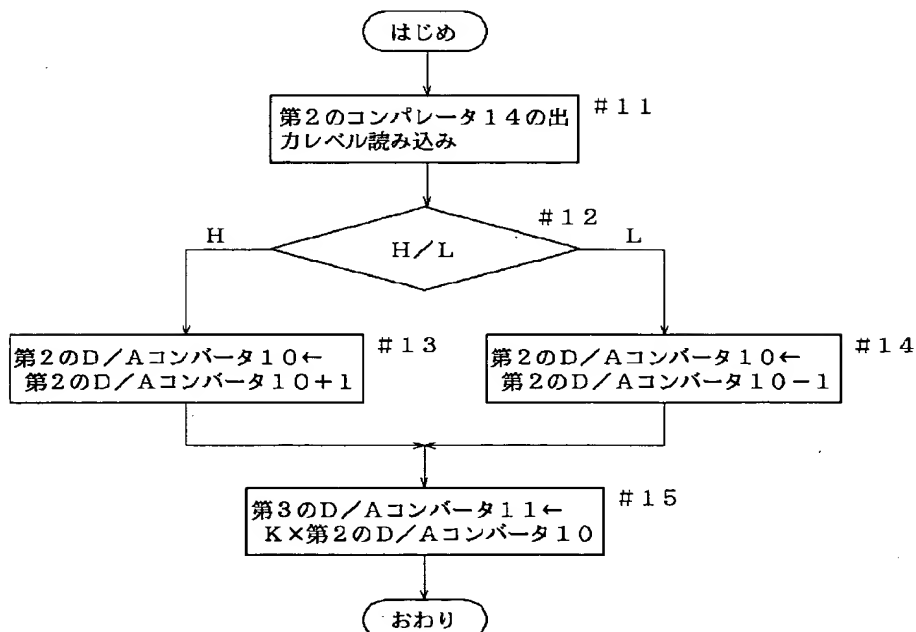 はじめ
第２のコンパレータ１４の出
力レベル読み込み
＃１１
＃１２
H
H／L
L
第２のD／Aコンバータ１０←
第２のD／Aコンバータ１０＋１
＃１３
第２のD／Aコンバータ１０←
第２のD／Aコンバータ１０－１
＃１４
第３のD／Aコンバータ１１←
K×第２のD／Aコンバータ１０
＃１５
おわり